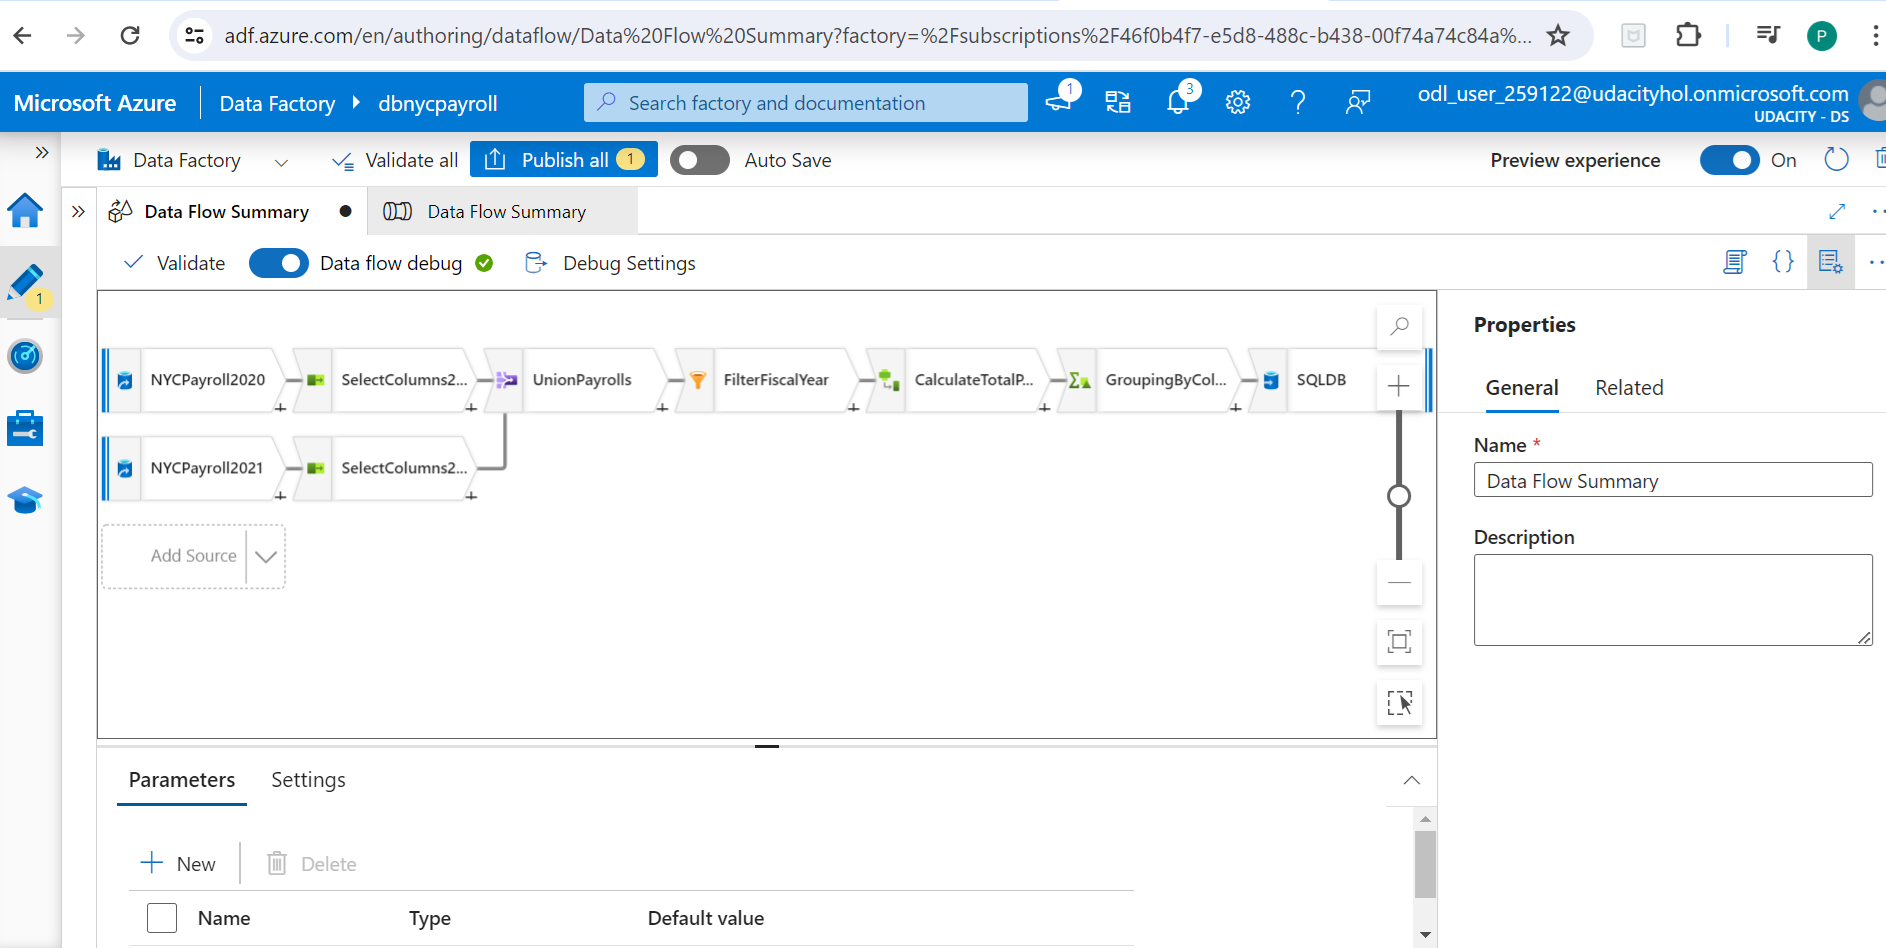 adf.azure.com/en/authoring/dataflow/Data%20Flow%20Summary?factory=%2Fsubscriptions%2F46f0b4f7-e5d8-488c-b438-00f74a74c84a%...
P
Microsoft Azure
Data Factory
dbnycpayroll
Search factory and documentation
1
3
odl_user_259122@udacityhol.onmicrosoft.com
UDACITY - DS
Data Factory
Validate all
Publish all 1
Auto Save
Preview experience
On
Data Flow Summary
Data Flow Summary
Validate
Data flow debug
Debug Settings
1
NYCPayroll2020
SelectColumns2...
UnionPayrolls
FilterFiscalYear
CalculateTotalP...
GroupingByCol...
SQLDB
NYCPayroll2021
SelectColumns2...
Add Source
Properties
General
Related
Name *
Data Flow Summary
Description
Parameters
Settings
New
Delete
Name
Type
Default value